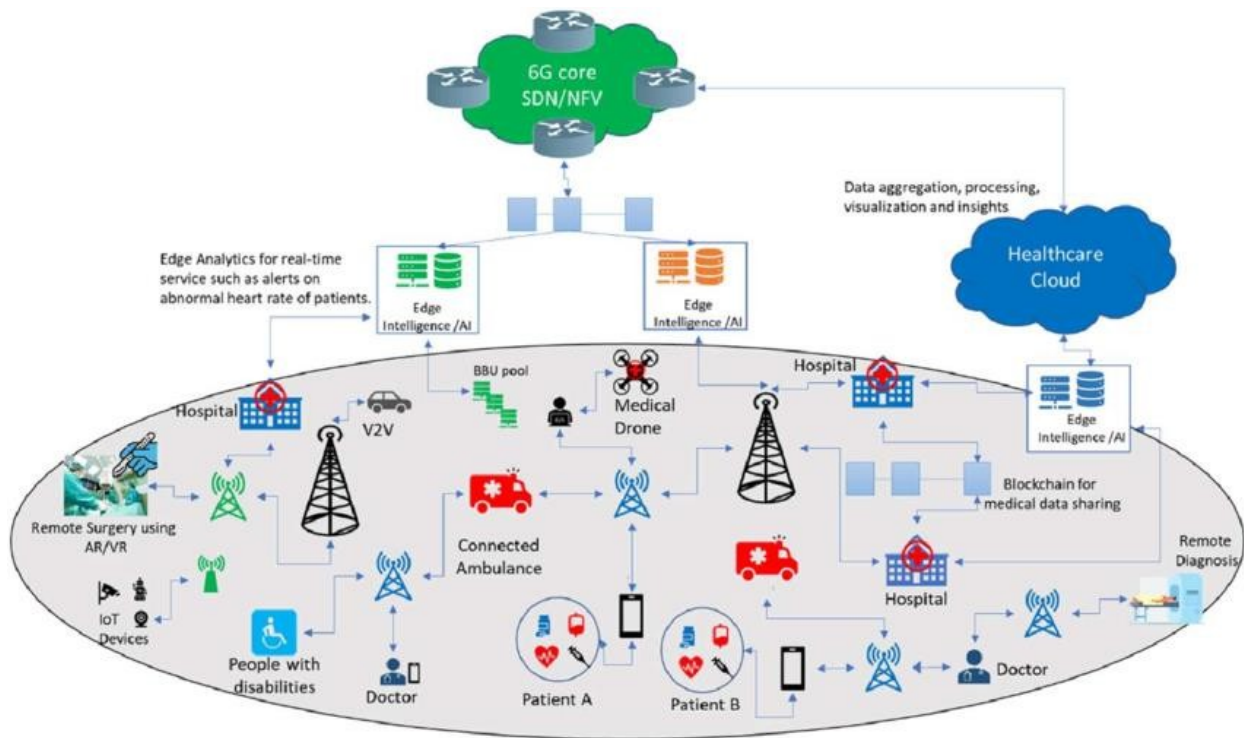 6G core
SDN/NFV
Data aggregation, processing,
visualization and insights
Healthcare
Cloud
Edge Analytics for real-time
service such as alerts on
abnormal heart rate of patients.
Edge
Intelligence /AI
Edge
Intelligence /AI
Hospital
V2V
BBU pool
Medical
Drone
Hospital
Edge
Intelligence /AI
Blockchain for
medical data sharing
Remote Surgery using
AR/VR
Connected
Ambulance
Remote
Diagnosis
Hospital
IoT
Devices
People with
disabilities
Doctor
Patient A
Patient B
Doctor